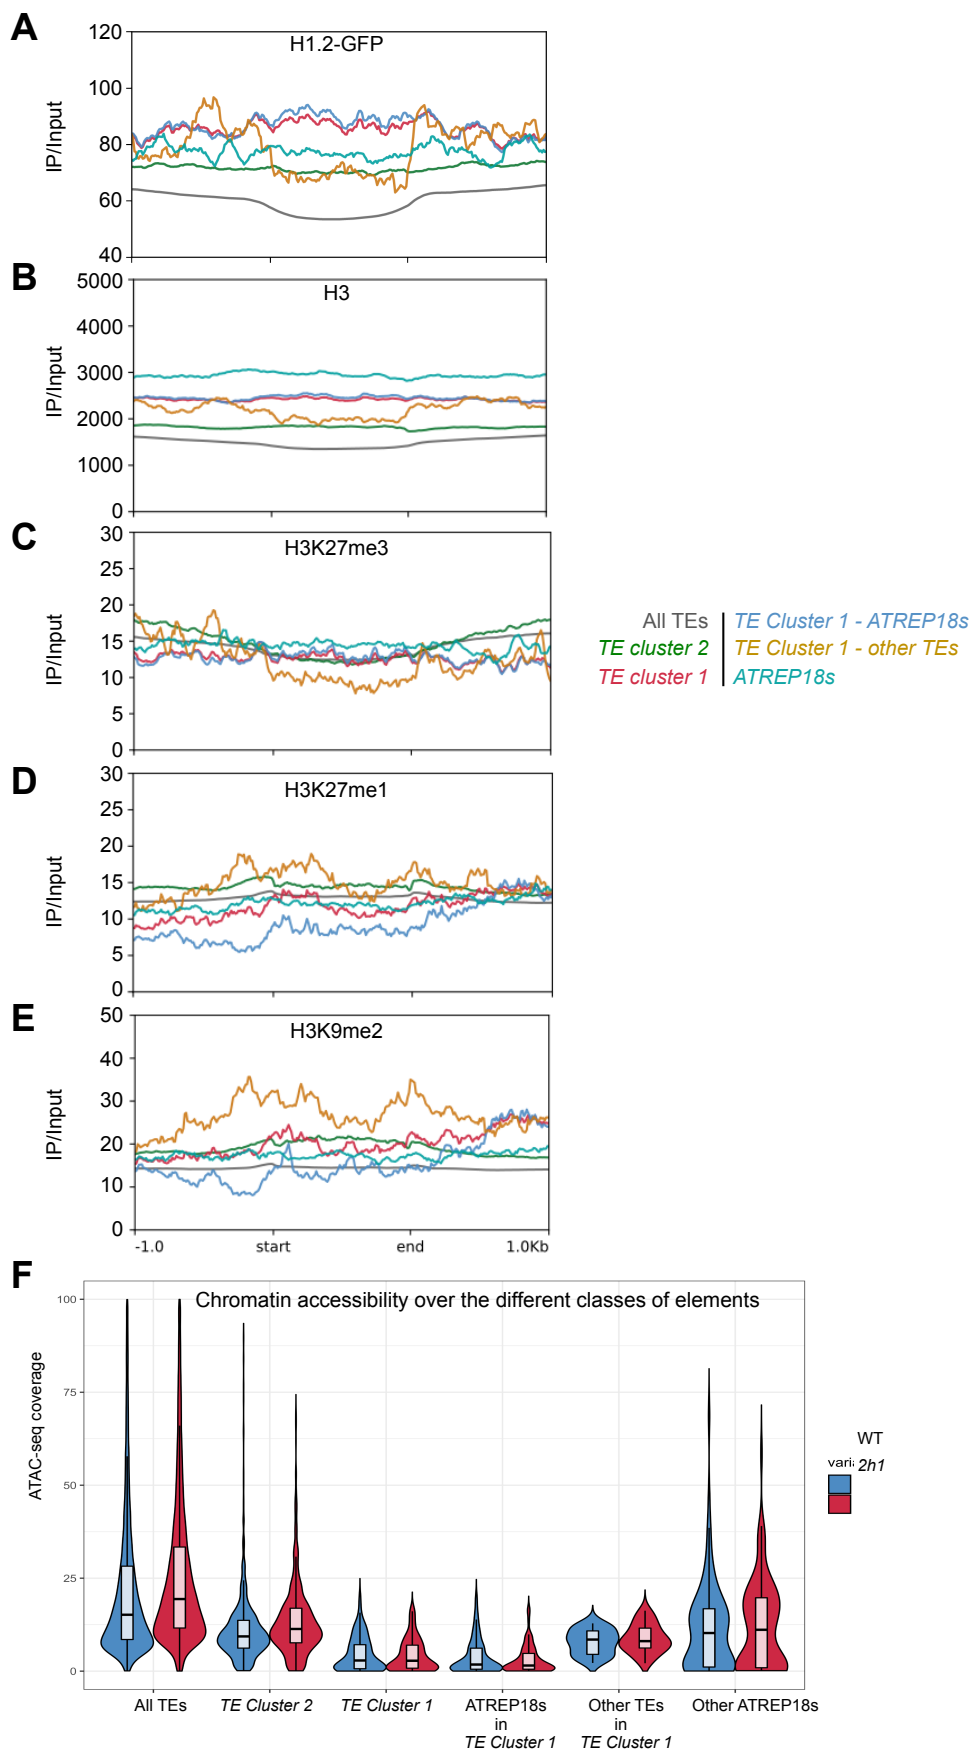 A
H1.2-GFP
IP/Input
120
100
80
60
40
B
H3
IP/Input
5000
4000
3000
2000
1000
0
C
H3K27me3
IP/Input
30
25
20
15
10
5
0
All TEs
TE Cluster 1 - ATREP18s
TE cluster 2
TE Cluster 1 - other TEs
TE cluster 1
ATREP18s
D
H3K27me1
IP/Input
30
25
20
15
10
5
0
E
H3K9me2
IP/Input
50
40
30
20
10
0
-1.0 start end 1.0Kb
F
Chromatin accessibility over the different classes of elements
ATAC-seq coverage
100
75
50
25
0
WT
2h1
All TEs
TE Cluster 2
TE Cluster 1
ATREP18s
in
TE Cluster 1
Other TEs
in
TE Cluster 1
Other ATREP18s